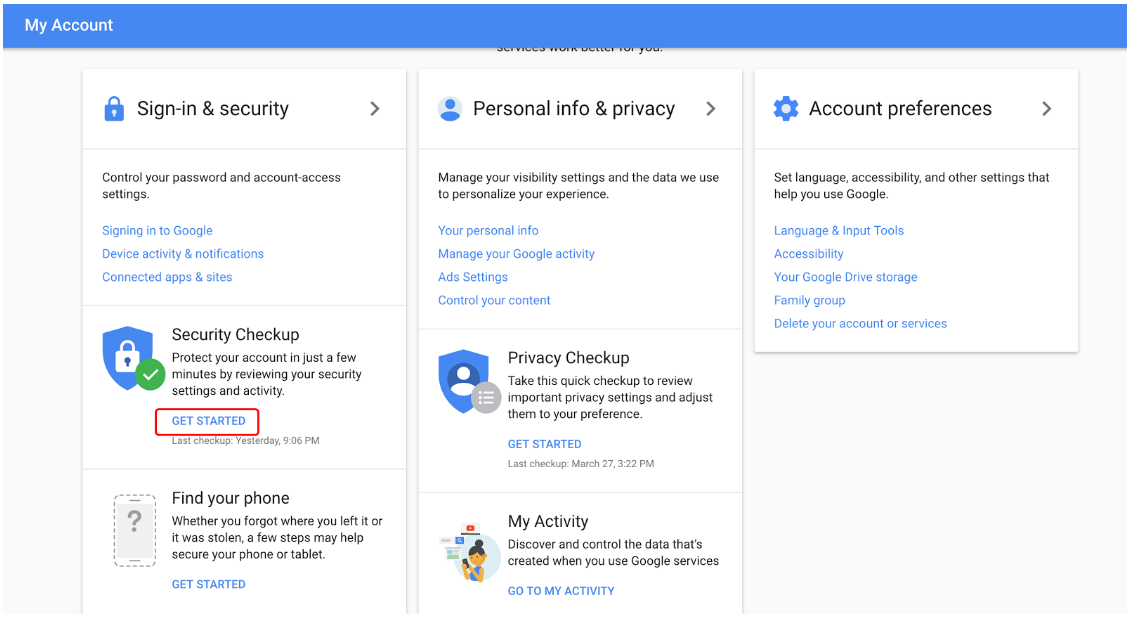 My Account
services work better for you.
Sign-in & security
Control your password and account-access
settings.
Signing in to Google
Device activity & notifications
Connected apps & sites
Security Checkup
Protect your account in just a few
minutes by reviewing your security
settings and activity.
GET STARTED
Last checkup: Yesterday, 9:06 PM
Find your phone
Whether you forgot where you left it or
it was stolen, a few steps may help
secure your phone or tablet.
GET STARTED
?
Personal info & privacy
Manage your visibility settings and the data we use
to personalize your experience.
Your personal info
Manage your Google activity
Ads Settings
Control your content
Privacy Checkup
Take this quick checkup to review
important privacy settings and adjust
them to your preference.
GET STARTED
Last checkup: March 27, 3:22 PM
My Activity
Discover and control the data that's
created when you use Google services
GO TO MY ACTIVITY
Account preferences
Set language, accessibility, and other settings that
help you use Google.
Language & Input Tools
Accessibility
Your Google Drive storage
Family group
Delete your account or services